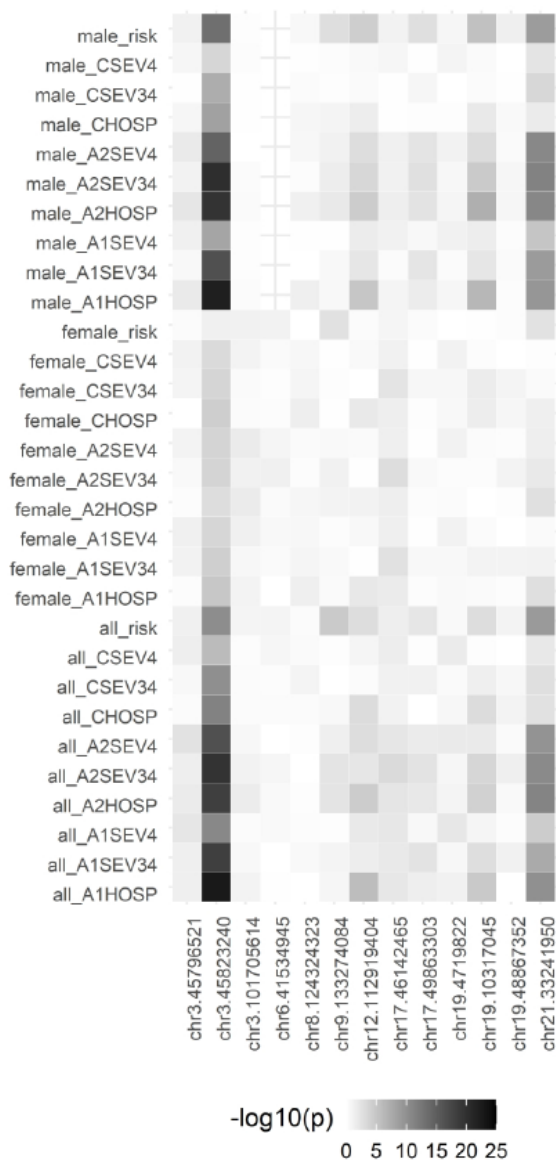 male_risk
male_CSEV4
male_CSEV34
male_CHOSP
male_A2SEV4
male_A2SEV34
male_A2HOSP
male_A1SEV4
male_A1SEV34
male_A1HOSP
female_risk
female_CSEV4
female_CSEV34
female_CHOSP
female_A2SEV4
female_A2SEV34
female_A2HOSP
female_A1SEV4
female_A1SEV34
female_A1HOSP
all_risk
all_CSEV4
all_CSEV34
all_CHOSP
all_A2SEV4
all_A2SEV34
all_A2HOSP
all_A1SEV4
all_A1SEV34
all_A1HOSP
chr3.45796521
chr3.45823240
chr3.101705614
chr6.41534945
chr8.124324323
chr9.133274084
chr12.112919404
chr17.46142465
chr17.49863303
chr19.4719822
chr19.10317045
chr19.48867352
chr21.33241950
-log10(p)
0 5 10 15 20 25